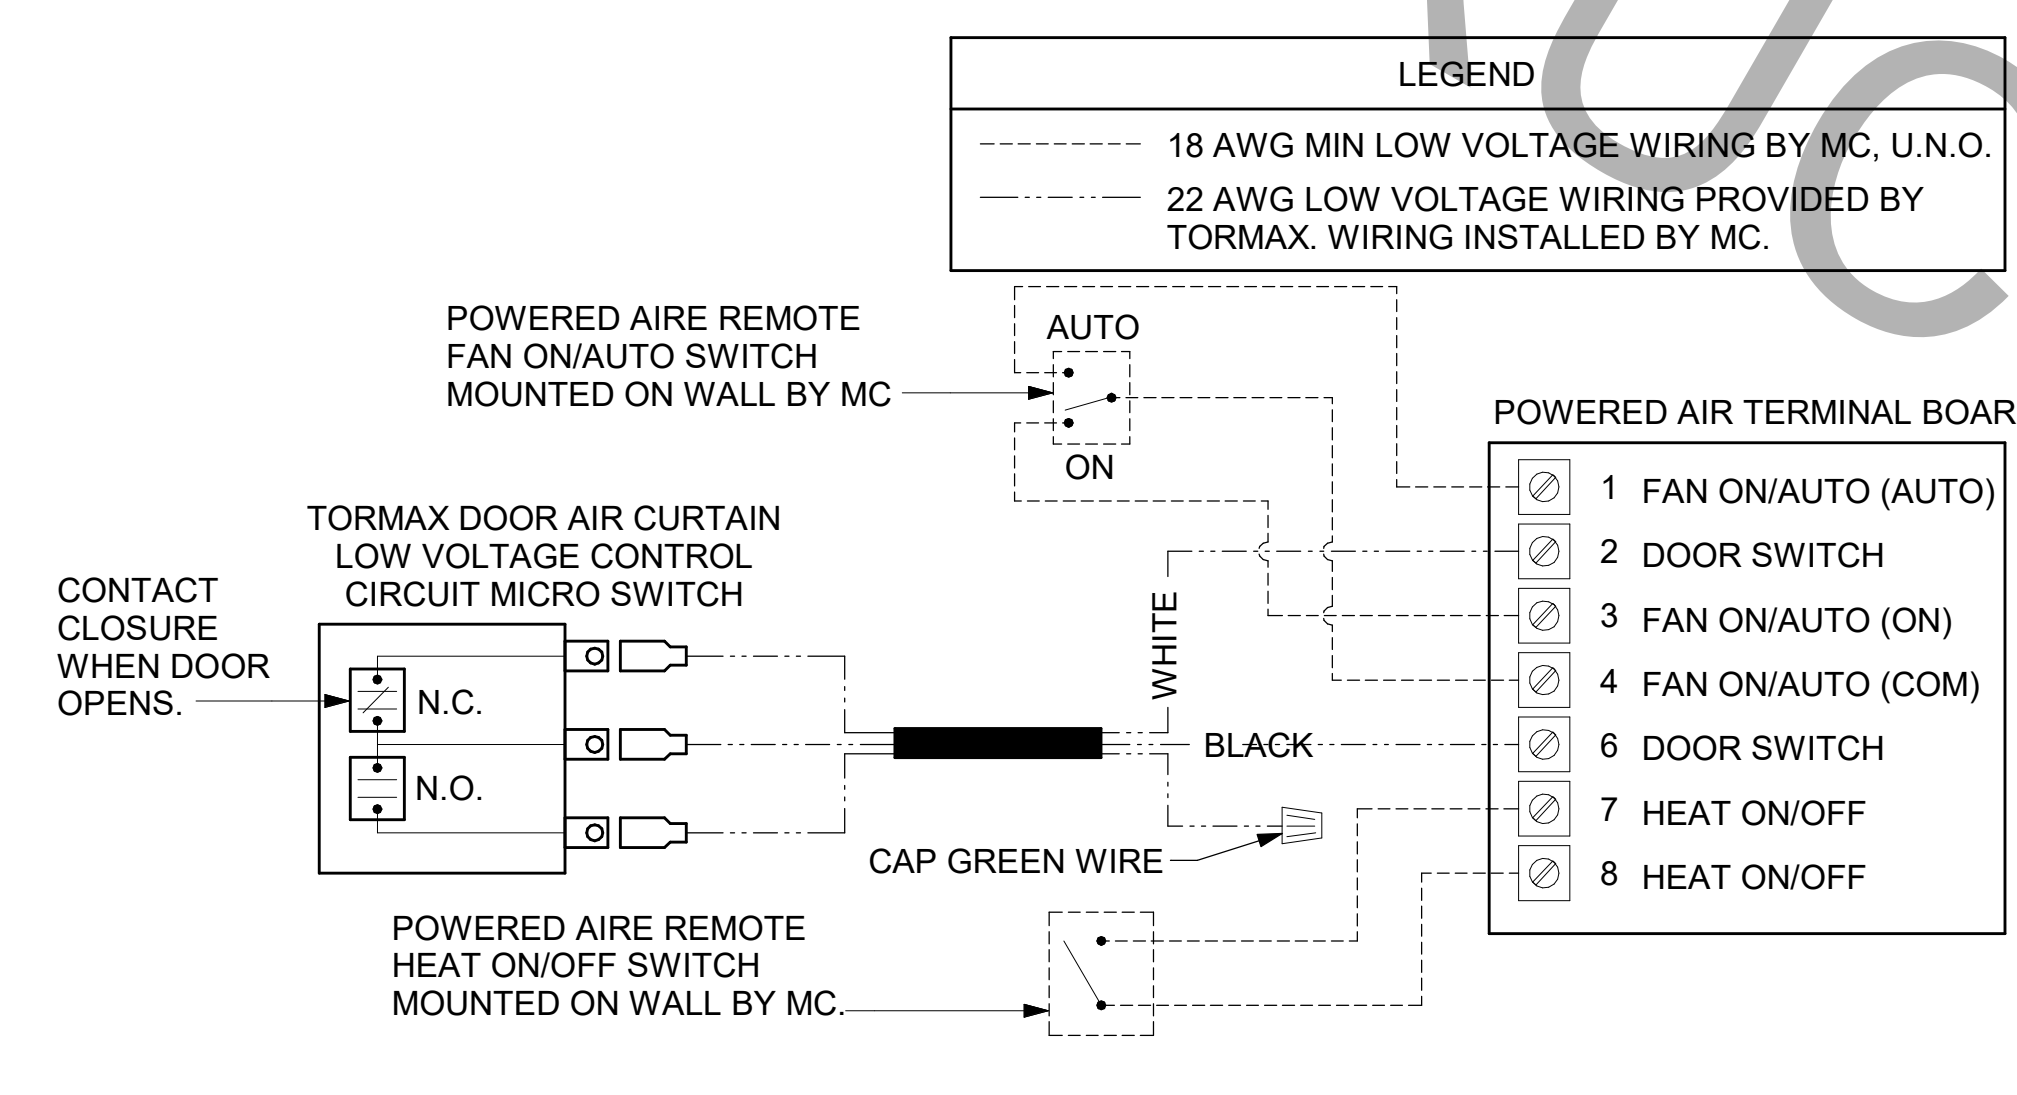 LEGEND
18 AWG MIN LOW VOLTAGE WIRING BY MC, U.N.O.
22 AWG LOW VOLTAGE WIRING PROVIDED BY
TORMAX. WIRING INSTALLED BY MC.
POWERED AIRE REMOTE
FAN ON/AUTO SWITCH
MOUNTED ON WALL BY MC
AUTO
ON
POWERED AIR TERMINAL BOAR
1 FAN ON/AUTO (AUTO)
2 DOOR SWITCH
3 FAN ON/AUTO (ON)
4 FAN ON/AUTO (COM)
6 DOOR SWITCH
7 HEAT ON/OFF
8 HEAT ON/OFF
TORMAX DOOR AIR CURTAIN
LOW VOLTAGE CONTROL
CIRCUIT MICRO SWITCH
CONTACT
CLOSURE
WHEN DOOR
OPENS.
N.C.
N.O.
WHITE
BLACK
CAP GREEN WIRE
POWERED AIRE REMOTE
HEAT ON/OFF SWITCH
MOUNTED ON WALL BY MC.